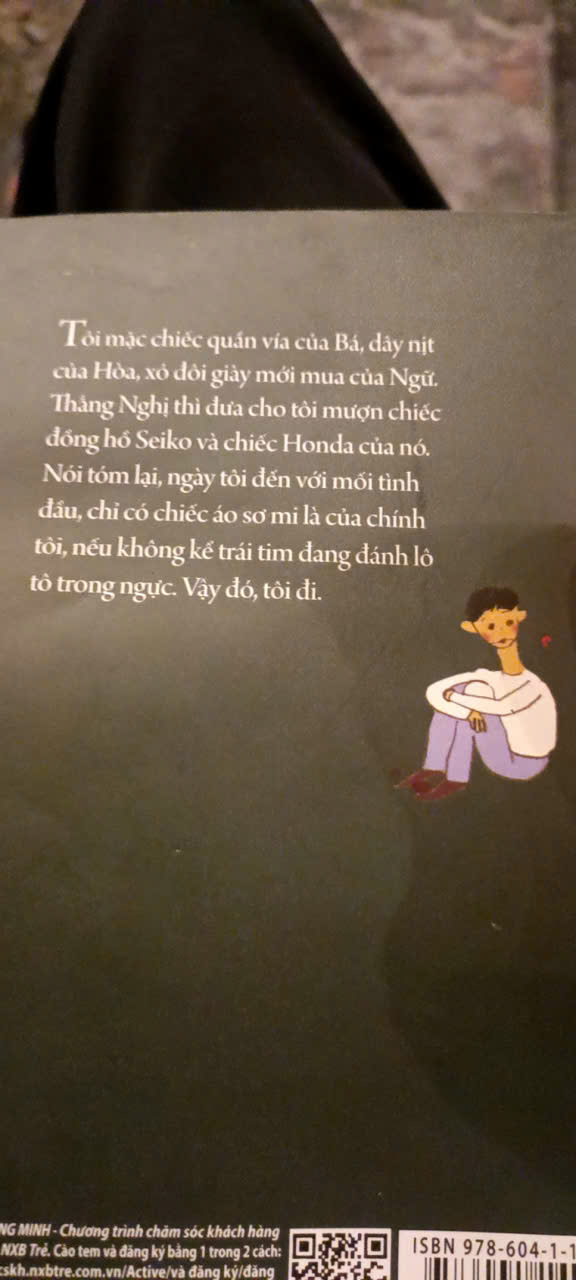 Tôi mặc chiếc quần vía của Bá, dây nịt
của Hòa, xỏ đôi giày mới mua của Ngữ.
Thằng Nghị thì đưa cho tôi mượn chiếc
đồng hồ Seiko và chiếc Honda của nó.
Nói tóm lại, ngày tôi đến với mối tình
đầu, chỉ có chiếc áo sơ mi là của chính
tôi, nếu không kể trái tim đang đánh lô
tô trong ngực. Vậy đó, tôi đi.
NG MINH - Chương trình chăm sóc khách hàng
NXB Trẻ. Cào tem và đăng ký bằng 1 trong 2 cách:
cskh.nxbtre.com.vn/Active/và đăng ký/đăng
ISBN 978-604-1-1